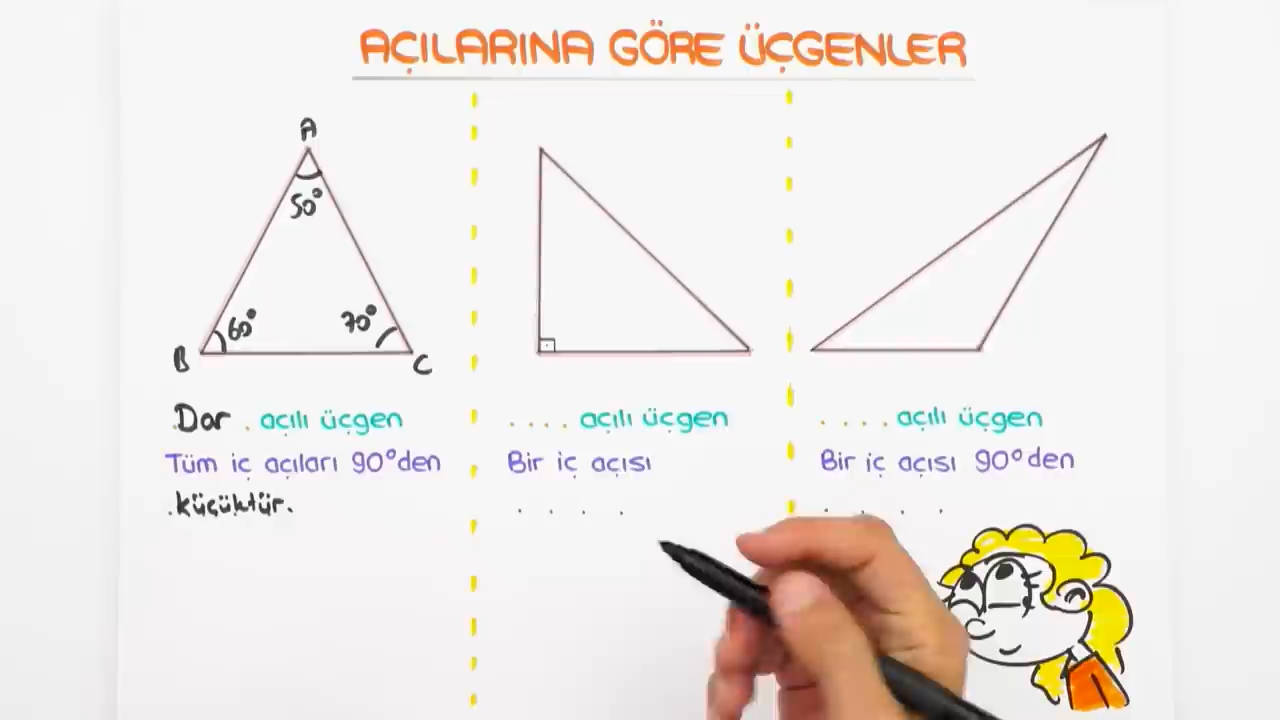 AÇILARINA GÖRE ÜÇGENLER
A
50°
60°
70°
B
C
Dar . açılı üçgen
Tüm iç açıları 90°den
.küçüktür.
.... açılı üçgen
Bir iç açısı
. . . .
.... açılı üçgen
Bir iç açısı 90°den
. . . .